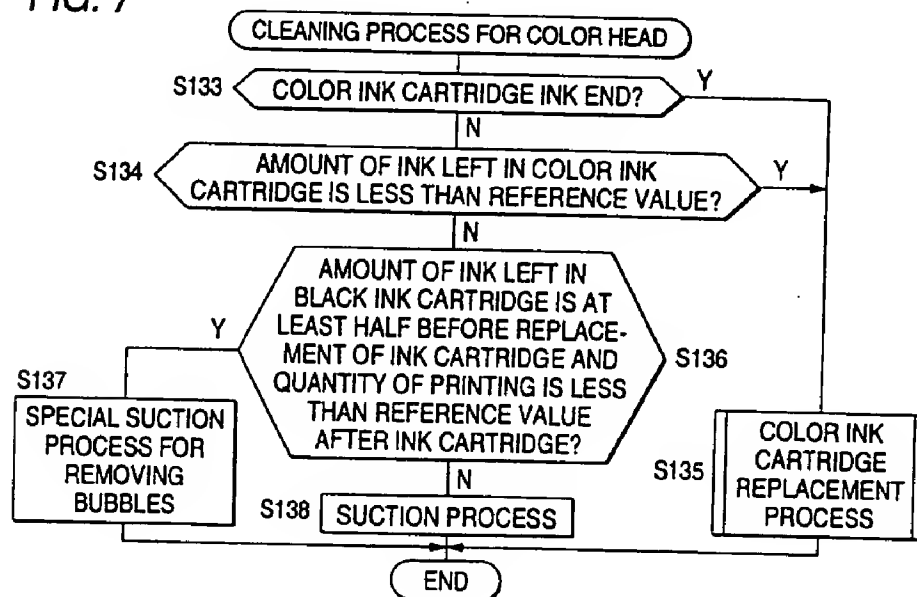 FIG. 7
CLEANING PROCESS FOR COLOR HEAD
S133
COLOR INK CARTRIDGE INK END?
Y
N
S134
AMOUNT OF INK LEFT IN COLOR INK
CARTRIDGE IS LESS THAN REFERENCE VALUE?
Y
N
AMOUNT OF INK LEFT IN
BLACK INK CARTRIDGE IS AT
LEAST HALF BEFORE REPLACE-
MENT OF INK CARTRIDGE AND
QUANTITY OF PRINTING IS LESS
THAN REFERENCE VALUE
AFTER INK CARTRIDGE?
Y
S136
S137
SPECIAL SUCTION
PROCESS FOR
REMOVING
BUBBLES
N
S138
SUCTION PROCESS
S135
COLOR INK
CARTRIDGE
REPLACEMENT
PROCESS
END